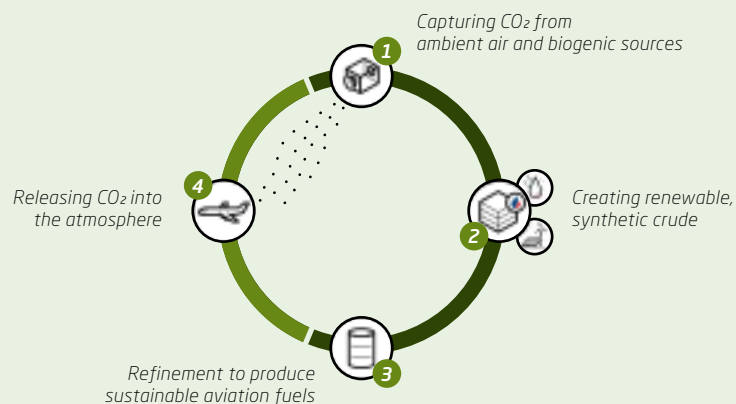 1
Capturing CO₂ from
ambient air and biogenic sources
2
Creating renewable,
synthetic crude
3
Refinement to produce
sustainable aviation fuels
4
Releasing CO₂ into
the atmosphere